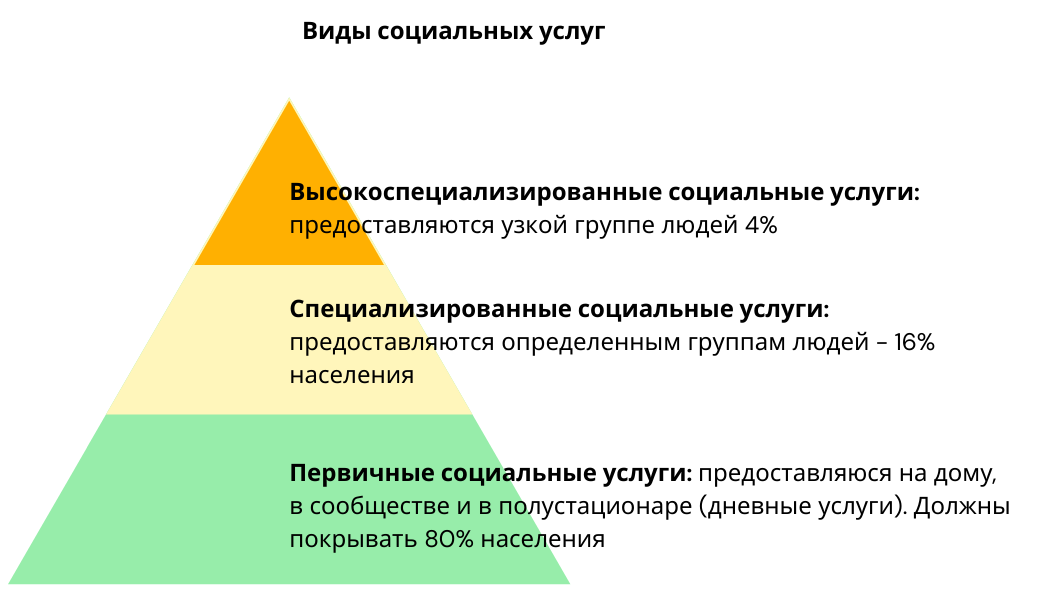 Виды социальных услуг
Высокоспециализированные социальные услуги:
предоставляются узкой группе людей 4%
Специализированные социальные услуги:
предоставляются определенным группам людей – 16%
населения
Первичные социальные услуги: предоставляюся на дому,
в сообществе и в полустационаре (дневные услуги). Должны
покрывать 80% населения